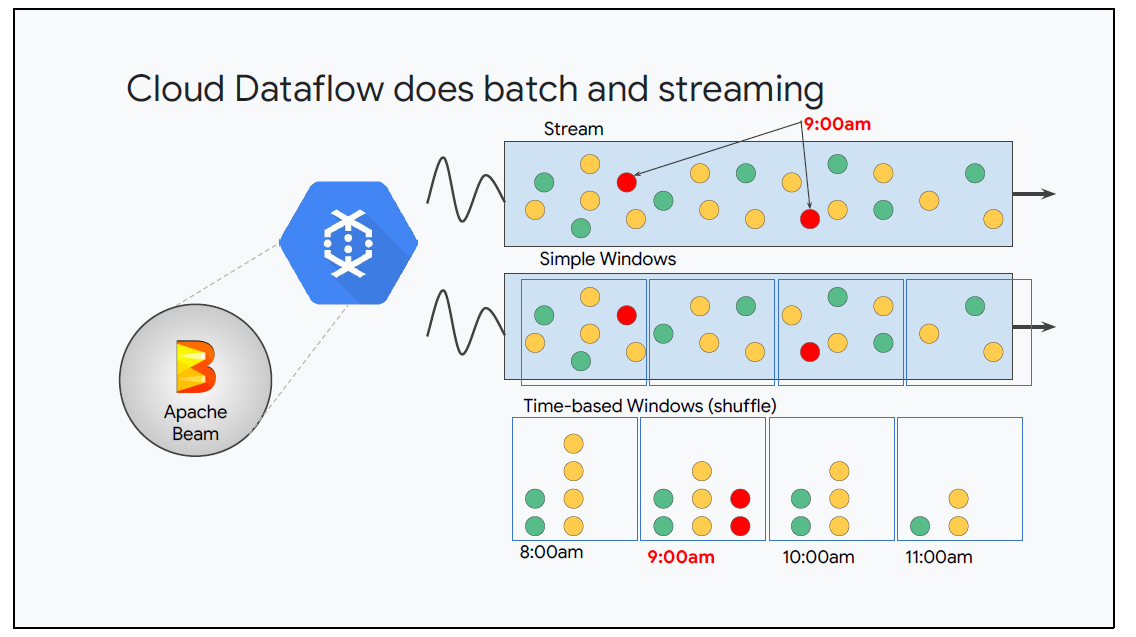 Cloud Dataflow does batch and streaming
Stream
9:00am
Simple Windows
Apache
Beam
Time-based Windows (shuffle)
8:00am
9:00am
10:00am
11:00am